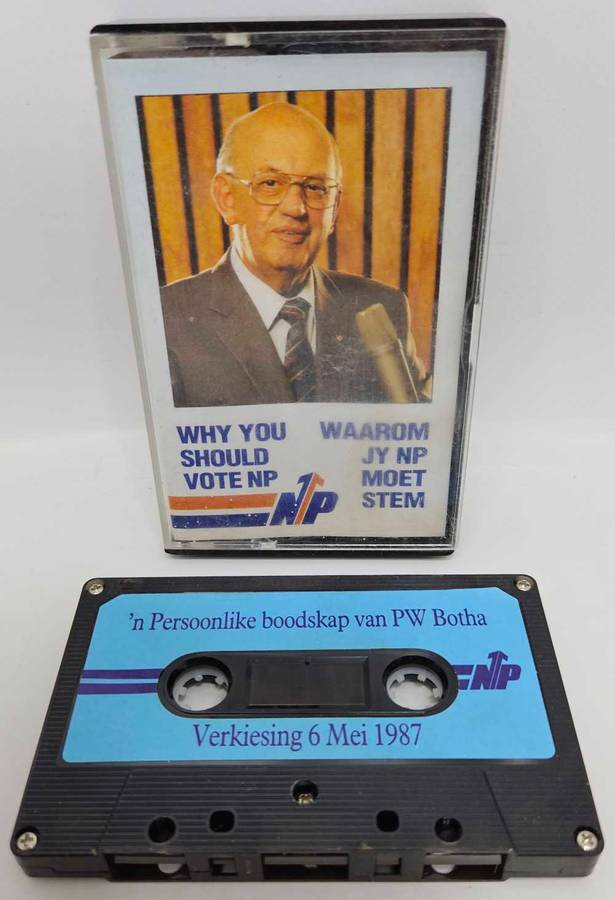 WHY YOU
SHOULD
VOTE NP
WAAROM
JY NP
MOET
STEM
NP
'n Persoonlike boodskap van PW Botha
NP
Verkiesing 6 Mei 1987